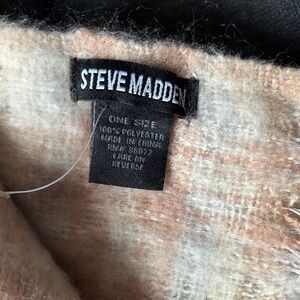 STEVE MADDEN
ONE SIZE
100% POLYESTER
MADE IN CHINA
CARE ON
REVERSE